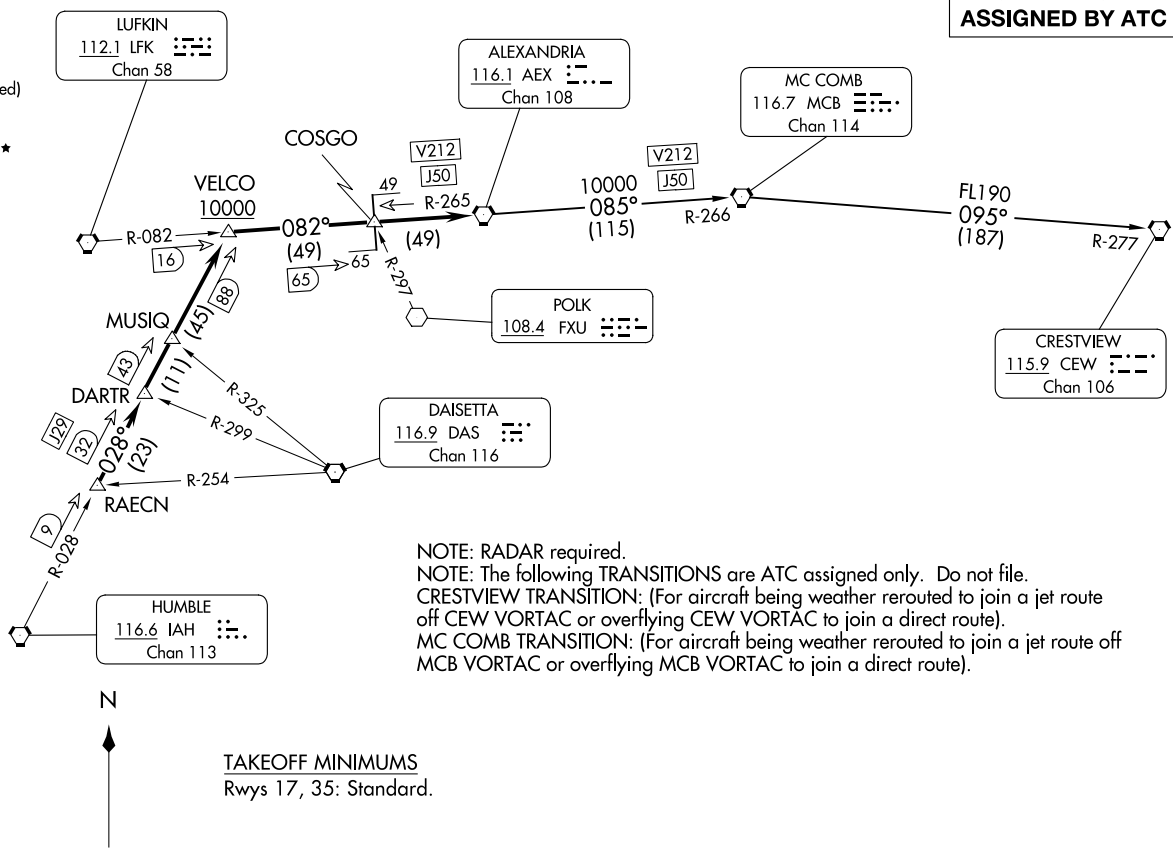 ASSIGNED BY ATC
LUFKIN
112.1 LFK
Chan 58
ed)
★
ALEXANDRIA
116.1 AEX
Chan 108
MC COMB
116.7 MCB
Chan 114
COSGO
V212
J50
49
R-265
V212
J50
10000
085°
(115)
R-266
FL190
095°
(187)
R-277
VELCO
10000
R-082
16
082°
(49)
(49)
65
65
R-297
88
(45)
POLK
108.4 FXU
MUSIQ
43
(11)
CRESTVIEW
115.9 CEW
Chan 106
DARTR
R-325
R-299
J29
32
028°
(23)
DAISETTA
116.9 DAS
Chan 116
R-254
RAECN
9
R-028
HUMBLE
116.6 IAH
Chan 113
NOTE: RADAR required.
NOTE: The following TRANSITIONS are ATC assigned only. Do not file.
CRESTVIEW TRANSITION: (For aircraft being weather rerouted to join a jet route
off CEW VORTAC or overflying CEW VORTAC to join a direct route).
MC COMB TRANSITION: (For aircraft being weather rerouted to join a jet route off
MCB VORTAC or overflying MCB VORTAC to join a direct route).
N
TAKEOFF MINIMUMS
Rwys 17, 35: Standard.